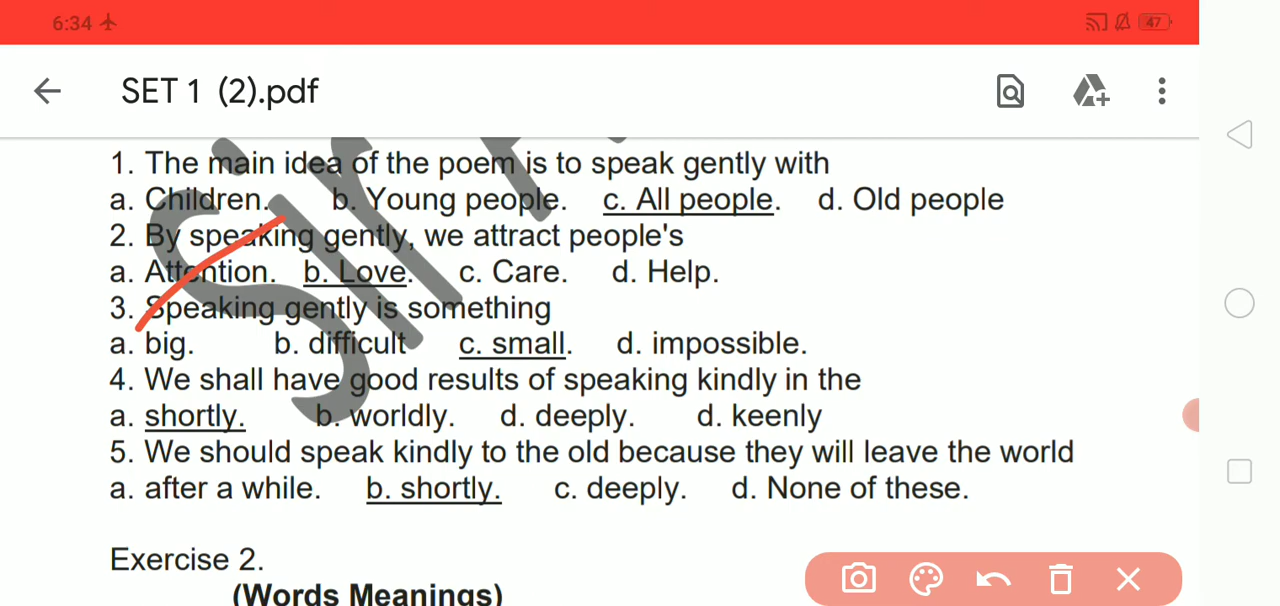 6:34
47
SET 1 (2).pdf
1. The main idea of the poem is to speak gently with
a. Children. b. Young people. c. All people. d. Old people
2. By speaking gently, we attract people's
a. Attention. b. Love. c. Care. d. Help.
3. Speaking gently is something
a. big. b. difficult c. small. d. impossible.
4. We shall have good results of speaking kindly in the
a. shortly. b. worldly. d. deeply. d. keenly
5. We should speak kindly to the old because they will leave the world
a. after a while. b. shortly. c. deeply. d. None of these.
Exercise 2.
(Words Meanings)
Sir